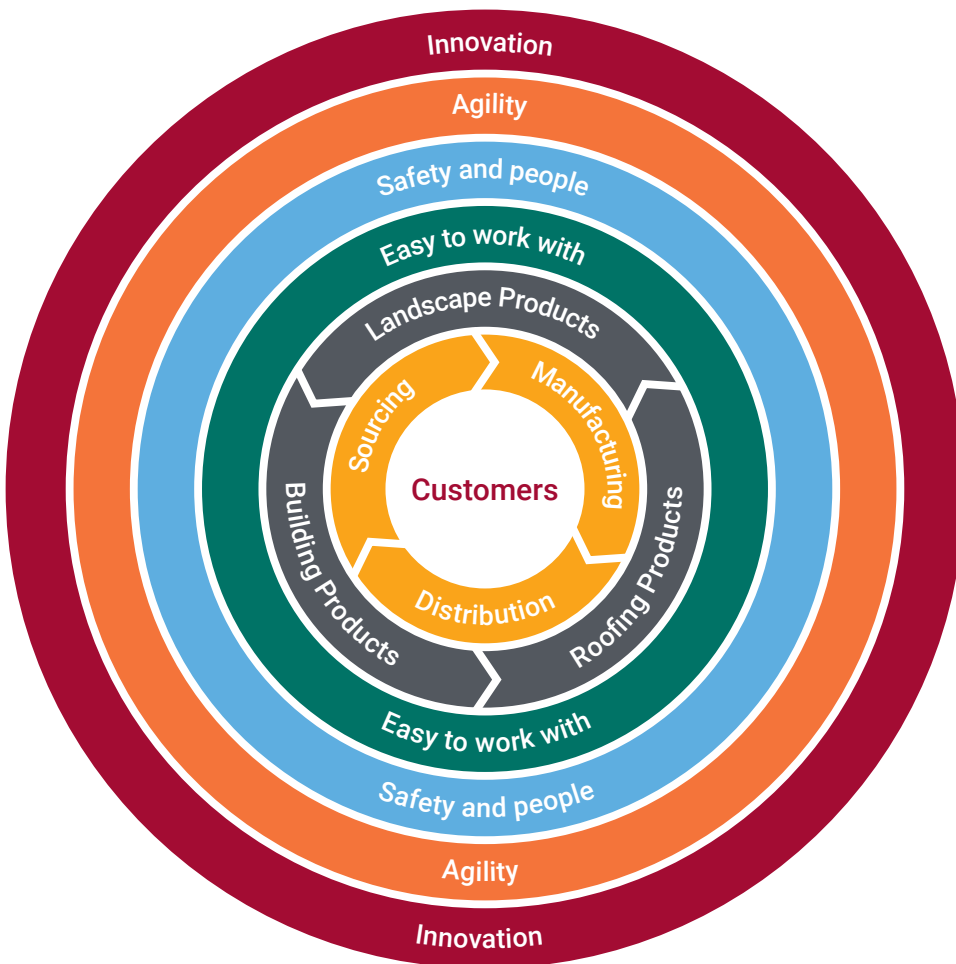 Innovation
Agility
Safety and people
Easy to work with
Landscape Products
Sourcing
Manufacturing
Customers
Building Products
Roofing Products
Distribution
Easy to work with
Safety and people
Agility
Innovation